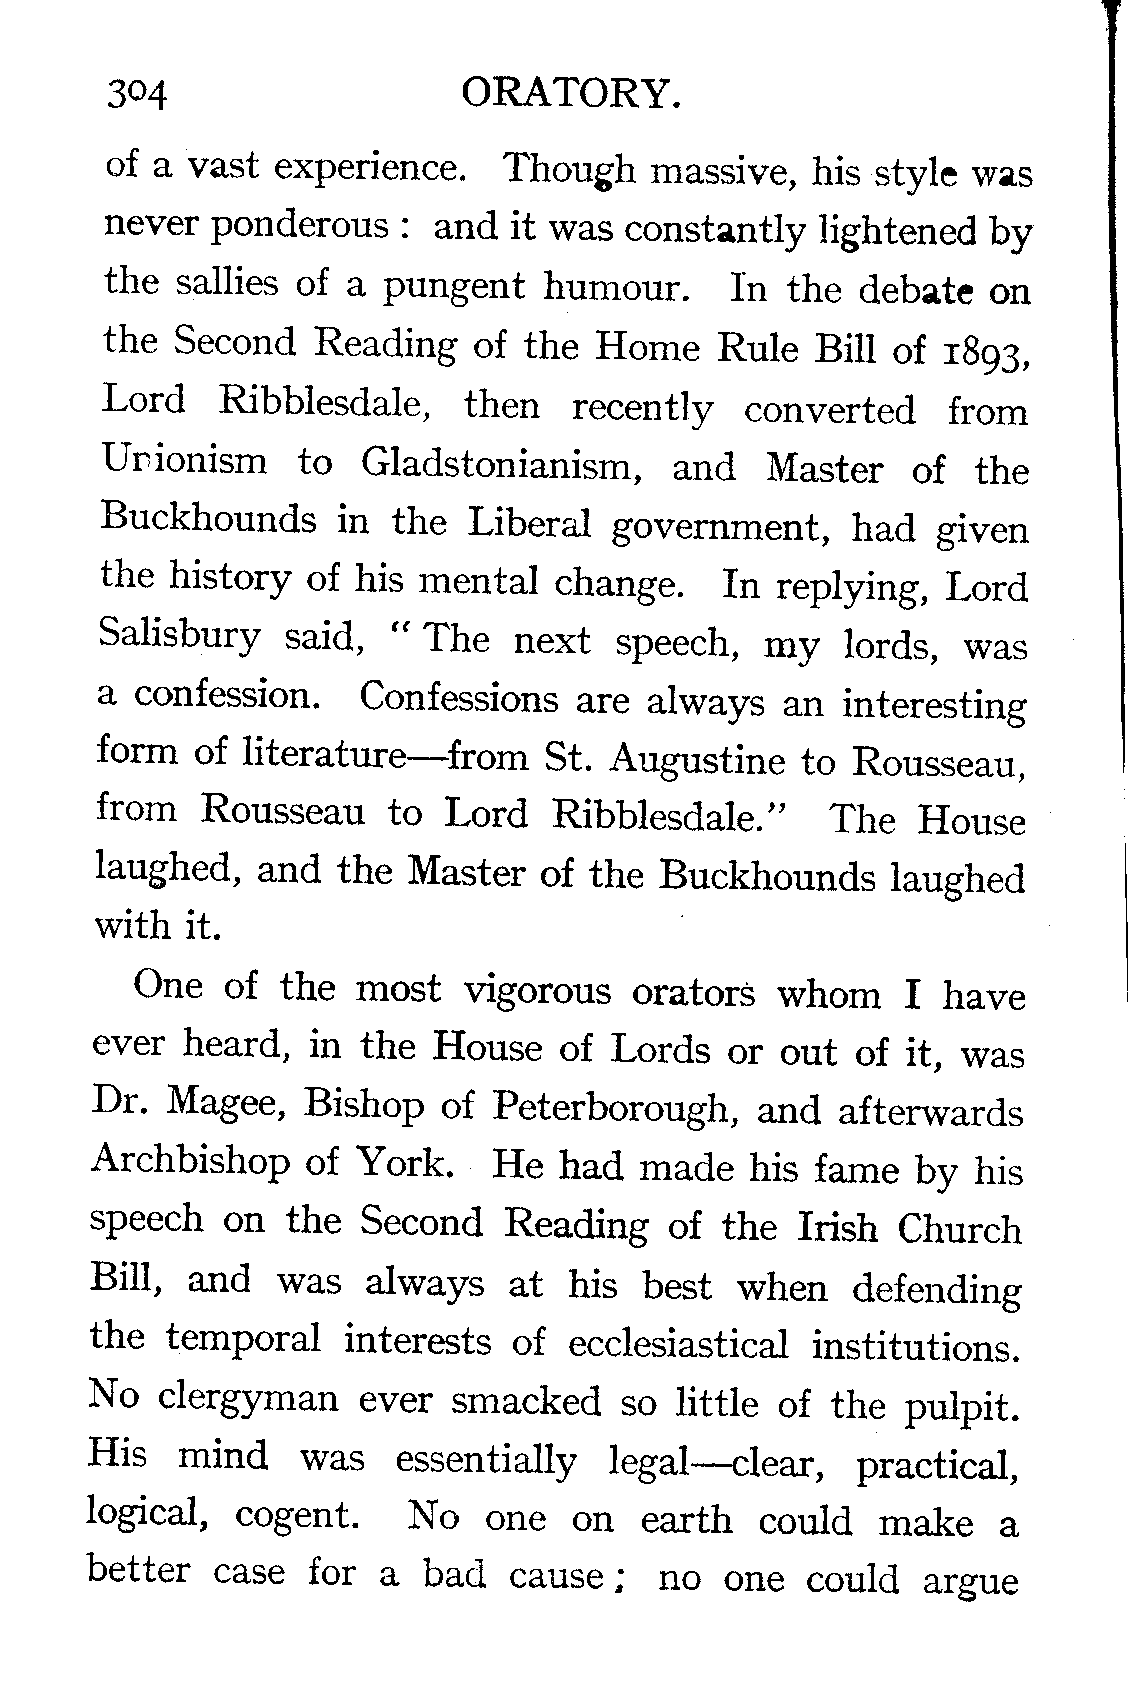 304 ORATORY.
of a vast experience. Though massive, his style was
never ponderous : and it was constantly lightened by
the sallies of a pungent humour. In the debate on
the Second Reading of the Home Rule Bill of 1893,
Lord Ribblesdale, then recently converted from
Unionism to Gladstonianism, and Master of the
Buckhounds in the Liberal government, had given
the history of his mental change. In replying, Lord
Salisbury said, “ The next speech, my lords, was
a confession. Confessions are always an interesting
form of literature—from St. Augustine to Rousseau,
from Rousseau to Lord Ribblesdale.” The House
laughed, and the Master of the Buckhounds laughed
with it.
One of the most vigorous orators whom I have
ever heard, in the House of Lords or out of it, was
Dr. Magee, Bishop of Peterborough, and afterwards
Archbishop of York. He had made his fame by his
speech on the Second Reading of the Irish Church
Bill, and was always at his best when defending
the temporal interests of ecclesiastical institutions.
No clergyman ever smacked so little of the pulpit.
His mind was essentially legal—clear, practical,
logical, cogent. No one on earth could make a
better case for a bad cause ; no one could argue